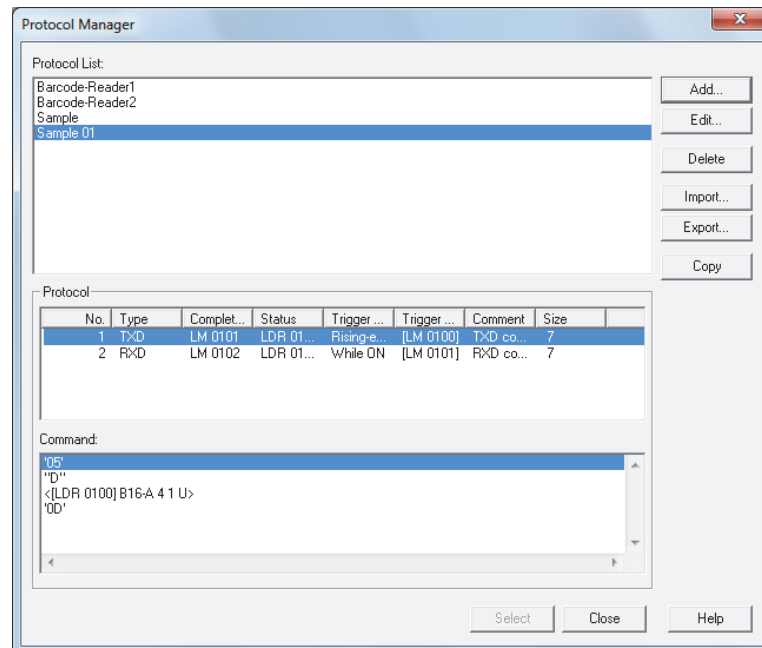 Protocol Manager
Protocol List:
Barcode-Reader1
Barcode-Reader2
Sample
Sample 01
Add...
Edit...
Delete
Import...
Export...
Copy
Protocol
No. Type Complet... Status Trigger ... Trigger ... Comment Size
1 TXD LM 0101 LDR 01... Rising-e... [LM 0100] TXD co... 7
2 RXD LM 0102 LDR 01... While ON [LM 0101] RXD co... 7
Command:
'05'
"D"
<[LDR 0100] B16-A 4 1 U>
'0D'
Select Close Help